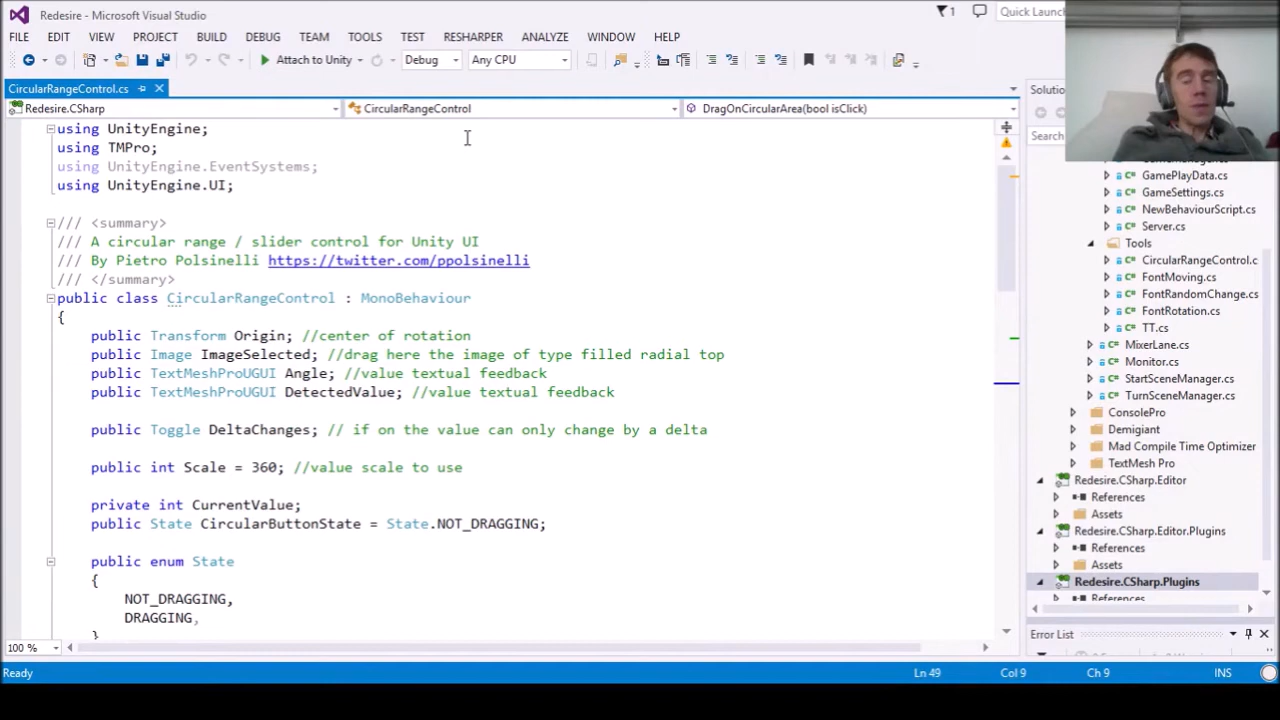 Redesire - Microsoft Visual Studio
1
Quick Launch
FILE EDIT VIEW PROJECT BUILD DEBUG TEAM TOOLS TEST RESHARPER ANALYZE WINDOW HELP
Attach to Unity Debug Any CPU
CircularRangeControl.cs
Redesire.CSharp CircularRangeControl DragOnCircularArea(bool isClick)
using UnityEngine;
using TMPro;
using UnityEngine.EventSystems;
using UnityEngine.UI;
/// <summary>
/// A circular range / slider control for Unity UI
/// By Pietro Polsinelli https://twitter.com/ppolsinelli
/// </summary>
public class CircularRangeControl : MonoBehaviour
{
public Transform Origin; //center of rotation
public Image ImageSelected; //drag here the image of type filled radial top
public TextMeshProUGUI Angle; //value textual feedback
public TextMeshProUGUI DetectedValue; //value textual feedback
public Toggle DeltaChanges; // if on the value can only change by a delta
public int Scale = 360; //value scale to use
private int CurrentValue;
public State CircularButtonState = State.NOT_DRAGGING;
public enum State
{
NOT_DRAGGING,
DRAGGING,
}
100 %
Solutio
Search
GamePlayData.cs
GameSettings.cs
NewBehaviourScript.cs
Server.cs
Tools
CircularRangeControl.c
FontMoving.cs
FontRandomChange.cs
FontRotation.cs
TT.cs
MixerLane.cs
Monitor.cs
StartSceneManager.cs
TurnSceneManager.cs
ConsolePro
Demigiant
Mad Compile Time Optimizer
TextMesh Pro
Redesire.CSharp.Editor
References
Assets
Redesire.CSharp.Editor.Plugins
References
Assets
Redesire.CSharp.Plugins
References
Error List
Ready Ln 49 Col 9 Ch 9 INS